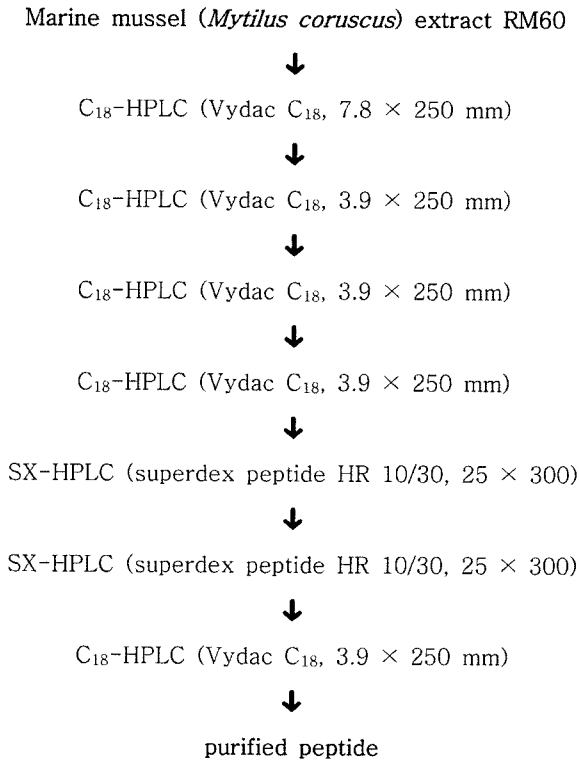 Marine mussel (Mytilus coruscus) extract RM60
↓
C₁₈-HPLC (Vydac C₁₈, 7.8 × 250 mm)
↓
C₁₈-HPLC (Vydac C₁₈, 3.9 × 250 mm)
↓
C₁₈-HPLC (Vydac C₁₈, 3.9 × 250 mm)
↓
C₁₈-HPLC (Vydac C₁₈, 3.9 × 250 mm)
↓
SX-HPLC (superdex peptide HR 10/30, 25 × 300)
↓
SX-HPLC (superdex peptide HR 10/30, 25 × 300)
↓
C₁₈-HPLC (Vydac C₁₈, 3.9 × 250 mm)
↓
purified peptide